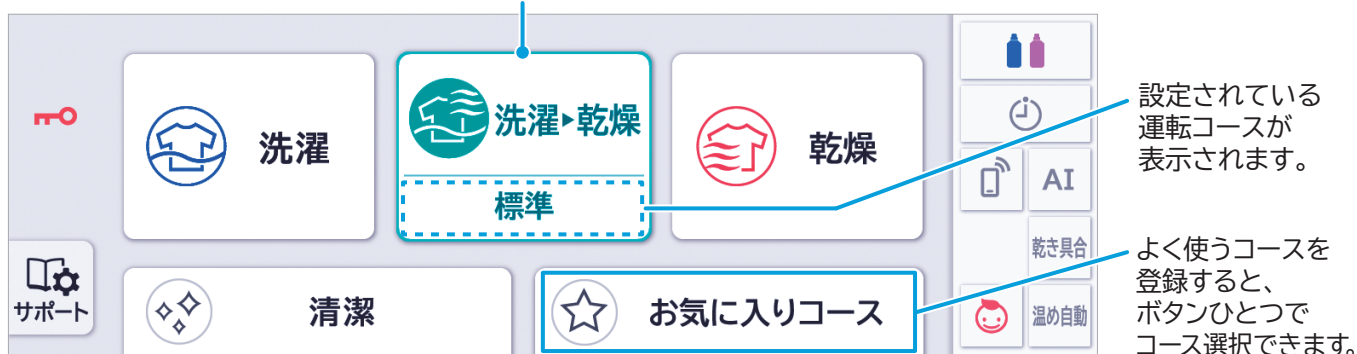 洗濯
洗濯▶乾燥
標準
乾燥
清潔
お気に入りコース
サポート
AI
乾き具合
温め自動
設定されている
運転コースが
表示されます。
よく使うコースを
登録すると、
ボタンひとつで
コース選択できます。